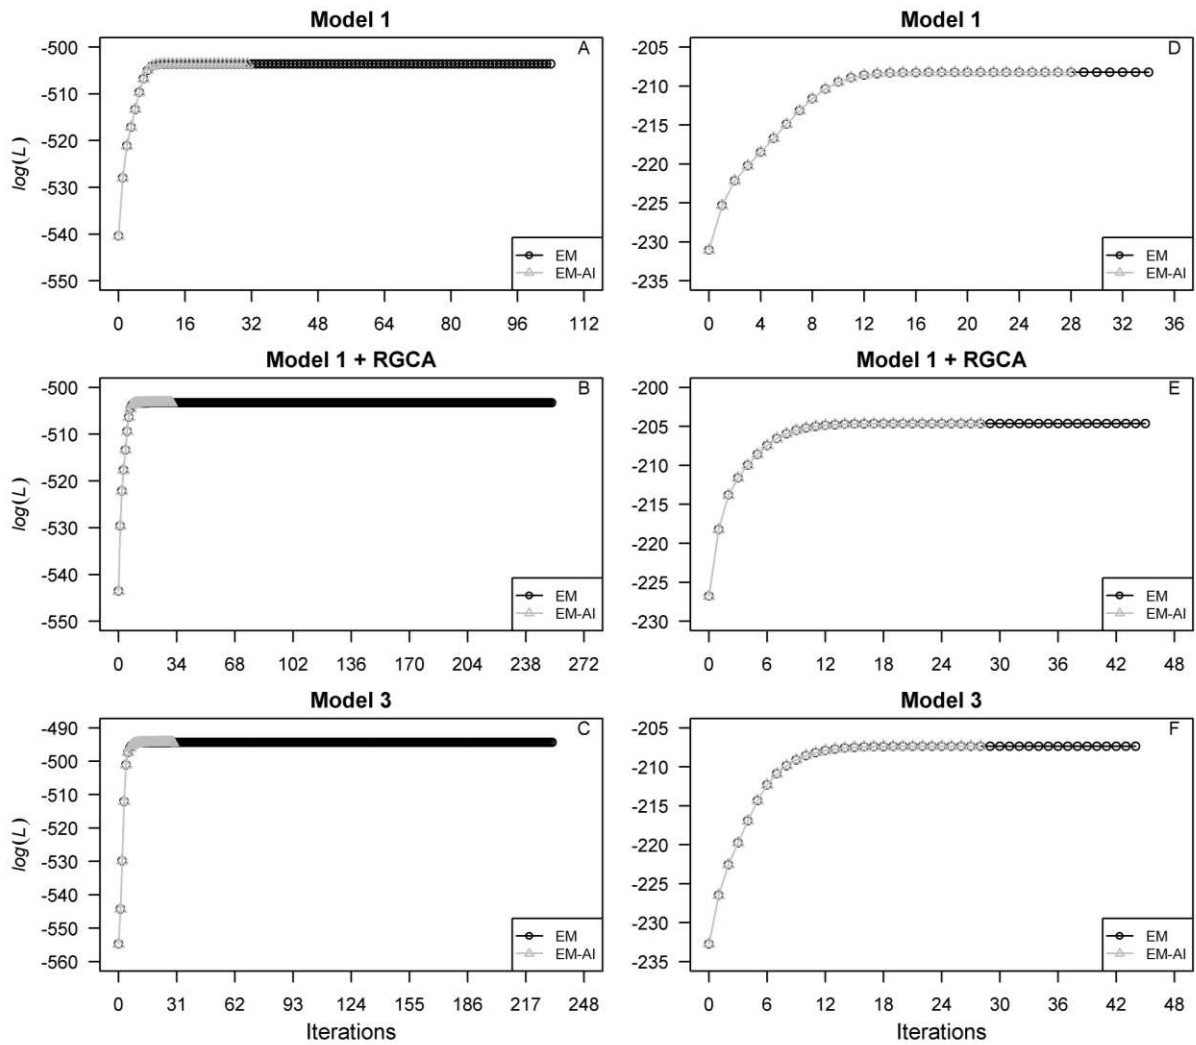 Model 1
A
log(L)
-500
-510
-520
-530
-540
-550
EM
EM-AI
0 16 32 48 64 80 96 112
Model 1
D
-205
-210
-215
-220
-225
-230
-235
EM
EM-AI
0 4 8 12 16 20 24 28 32 36
Model 1 + RGCA
B
log(L)
-500
-510
-520
-530
-540
-550
EM
EM-AI
0 34 68 102 136 170 204 238 272
Model 1 + RGCA
E
-200
-205
-210
-215
-220
-225
-230
EM
EM-AI
0 6 12 18 24 30 36 42 48
Model 3
C
log(L)
-490
-500
-510
-520
-530
-540
-550
-560
EM
EM-AI
0 31 62 93 124 155 186 217 248
Iterations
Model 3
F
-205
-210
-215
-220
-225
-230
-235
EM
EM-AI
0 6 12 18 24 30 36 42 48
Iterations